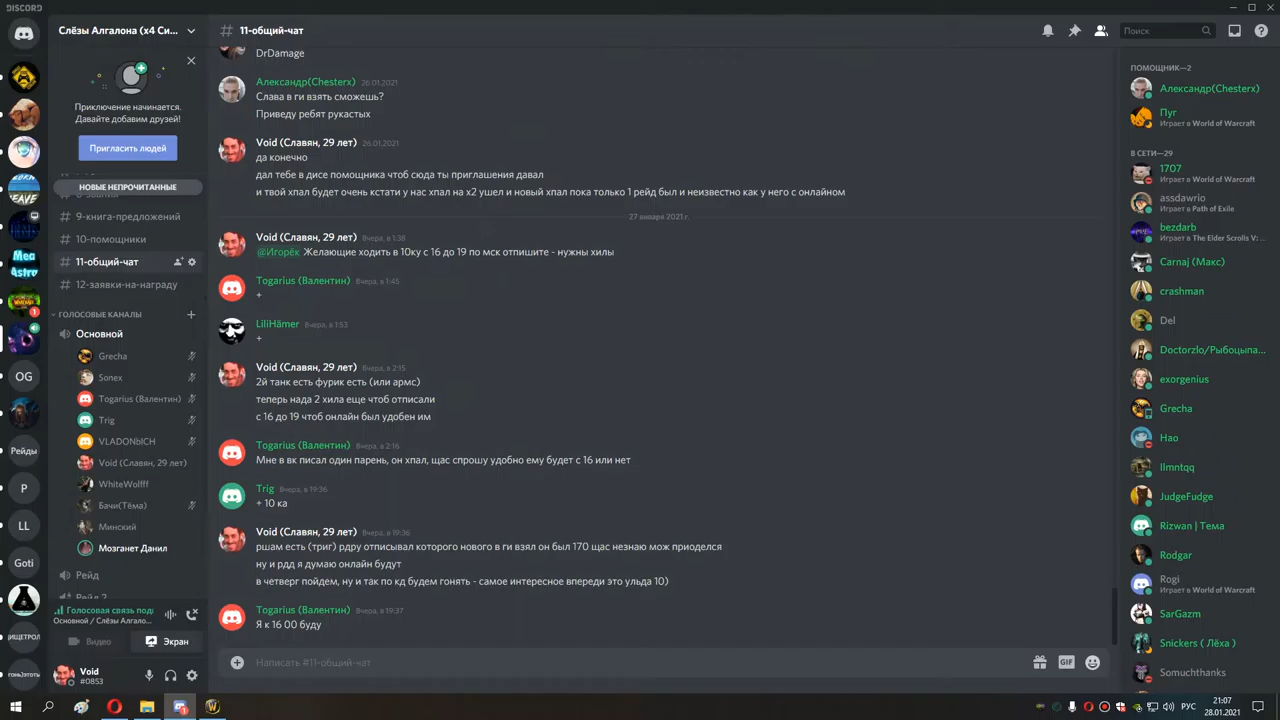 DISCORD
Слёзы Алгалона (x4 Си...
Приключение начинается.
Давайте добавим друзей!
Пригласить людей
НОВЫЕ НЕПРОЧИТАННЫЕ
9-книга-предложений
10-помощники
11-общий-чат
12-заявки-на-награду
ГОЛОСОВЫЕ КАНАЛЫ
Основной
Grecha
Sonex
Togarius (Валентин)
Trig
VLADONbICH
Void (Славян, 29 лет)
WhiteWolfff
Бачи(Тёма)
Минский
Мозганет Данил
Рейд
Рейд 2
Голосовая связь подк
Основной / Слёзы Алгало...
Видео
Экран
Void
#0853
Mea
Astro
1
OG
Рейды
P
LL
Goti
# 11-общий-чат
Поиск
DrDamage
Александр(Chesterx) 26.01.2021
Слава в ги взять сможешь?
Приведу ребят рукастых
Void (Славян, 29 лет) 26.01.2021
да конечно
дал тебе в дисе помощника чтоб сюда ты приглашения давал
и твой хпал будет очень кстати у нас хпал на х2 ушел и новый хпал пока только 1 рейд был и неизвестно как у него с онлайном
27 января 2021 г.
Void (Славян, 29 лет) Вчера, в 1:38
@Игорёк Желающие ходить в 10ку с 16 до 19 по мск отпишите - нужны хилы
Togarius (Валентин) Вчера, в 1:45
+
LiliHämer Вчера, в 1:53
+
Void (Славян, 29 лет) Вчера, в 2:15
2й танк есть фурик есть (или армс)
теперь нада 2 хила еще чтоб отписали
с 16 до 19 чтоб онлайн был удобен им
Togarius (Валентин) Вчера, в 2:16
Мне в вк писал один парень, он хпал, щас спрошу удобно ему будет с 16 или нет
Trig Вчера, в 19:36
+ 10 ка
Void (Славян, 29 лет) Вчера, в 19:36
ршам есть (триг) рдру отписывал которого нового в ги взял он был 170 щас незнаю мож приоделся
ну и рдд я думаю онлайн будут
в четверг пойдем, ну и так по кд будем гонять - самое интересное впереди это ульда 10)
Togarius (Валентин) Вчера, в 19:37
Я к 16 00 буду
Написать #11-общий-чат
GIF
ПОМОЩНИК—2
Александр(Chesterx)
Пуг
Играет в World of Warcraft
В СЕТИ—29
1707
Играет в World of Warcraft
assdawrio
Играет в Path of Exile
bezdarb
Играет в The Elder Scrolls V: ...
Carnaj (Макс)
crashman
Del
Doctorzlo/Рыбоцыпа...
exorgenius
Grecha
Hao
Ilmntqq
JudgeFudge
Rizwan | Тема
Rodgar
Rogi
Играет в World of Warcraft
SarGazm
Snickers ( Лёха )
Somuchthanks
РУС
21:07
28.01.2021